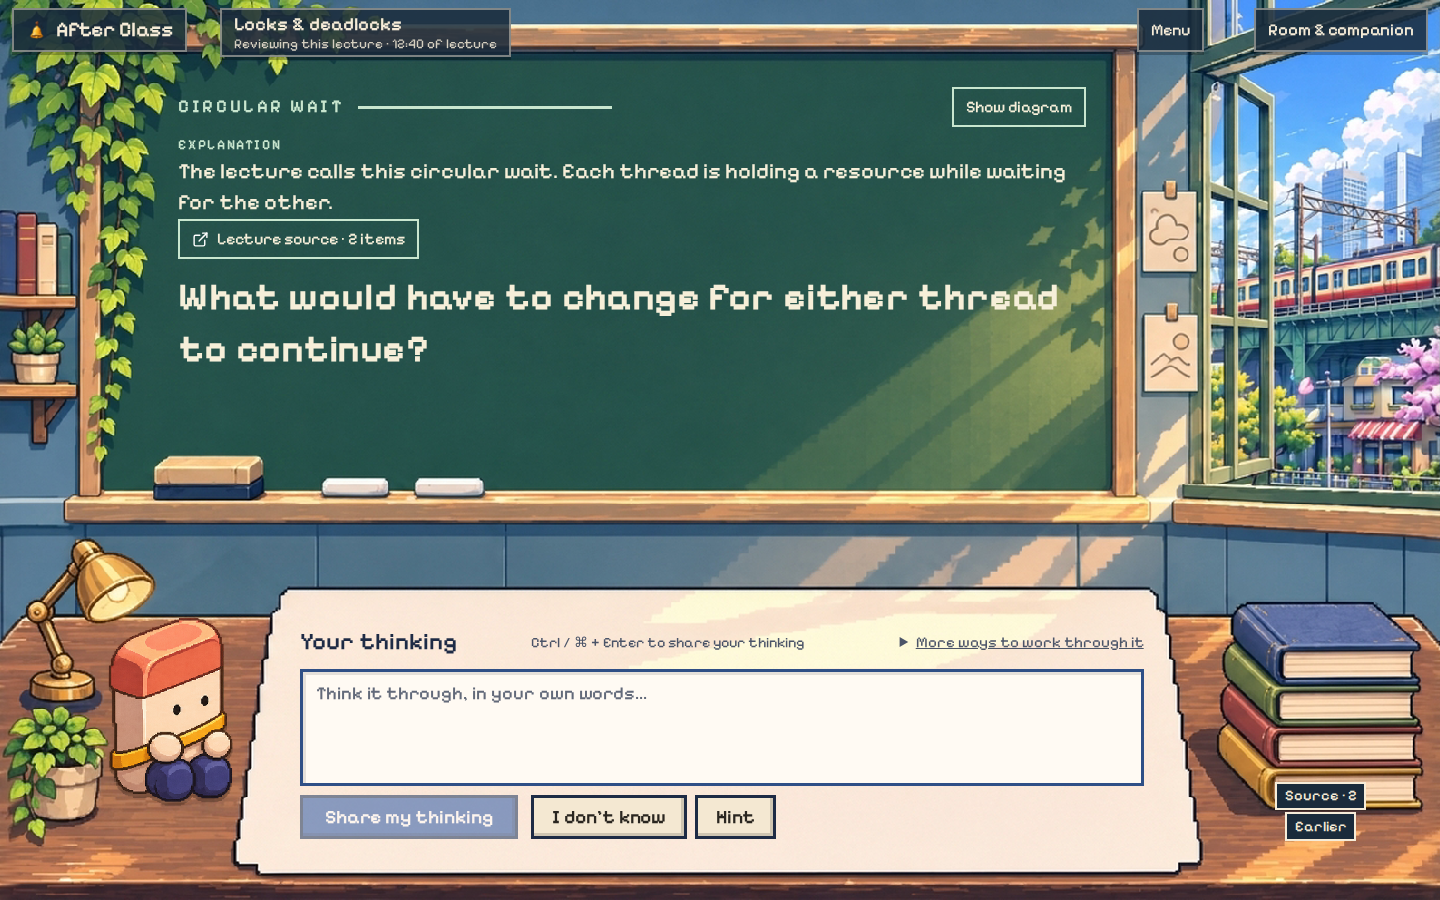 After Class
Locks & deadlocks
Reviewing this lecture · 12:40 of lecture
Menu
Room & companion
CIRCULAR WAIT
Show diagram
EXPLANATION
The lecture calls this circular wait. Each thread is holding a resource while waiting
for the other.
Lecture source · 2 items
What would have to change for either thread
to continue?
Your thinking
Ctrl / ⌘ + Enter to share your thinking
▶ More ways to work through it
Think it through, in your own words…
Share my thinking
I don't know
Hint
Source · 2
Earlier